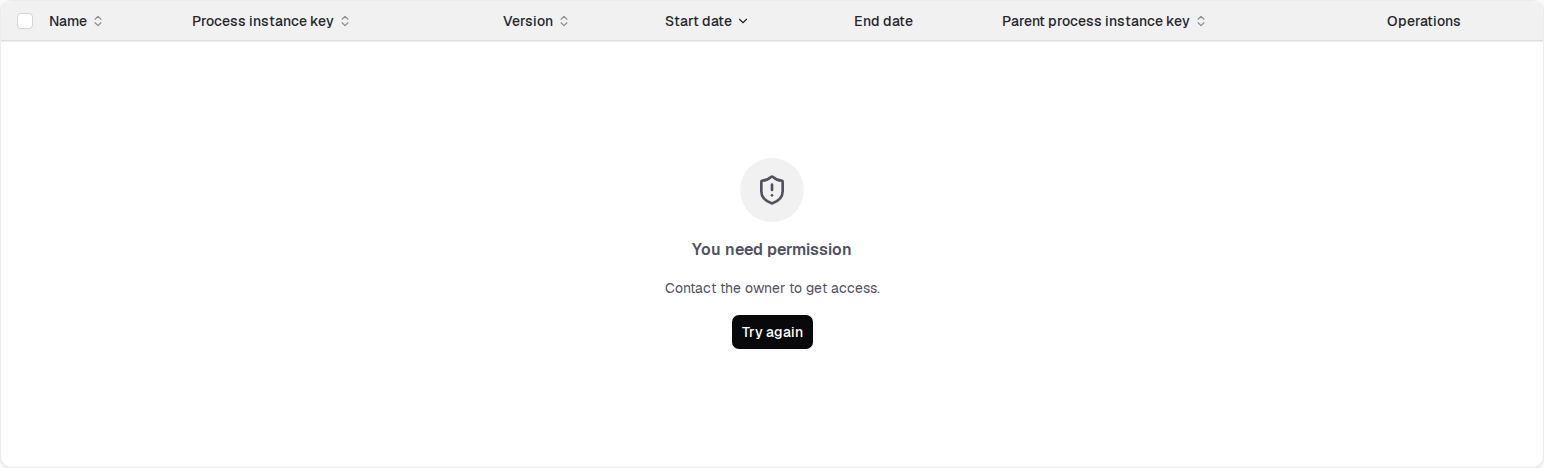 Name Process instance key Version Start date End date Parent process instance key Operations
You need permission
Contact the owner to get access.
Try again